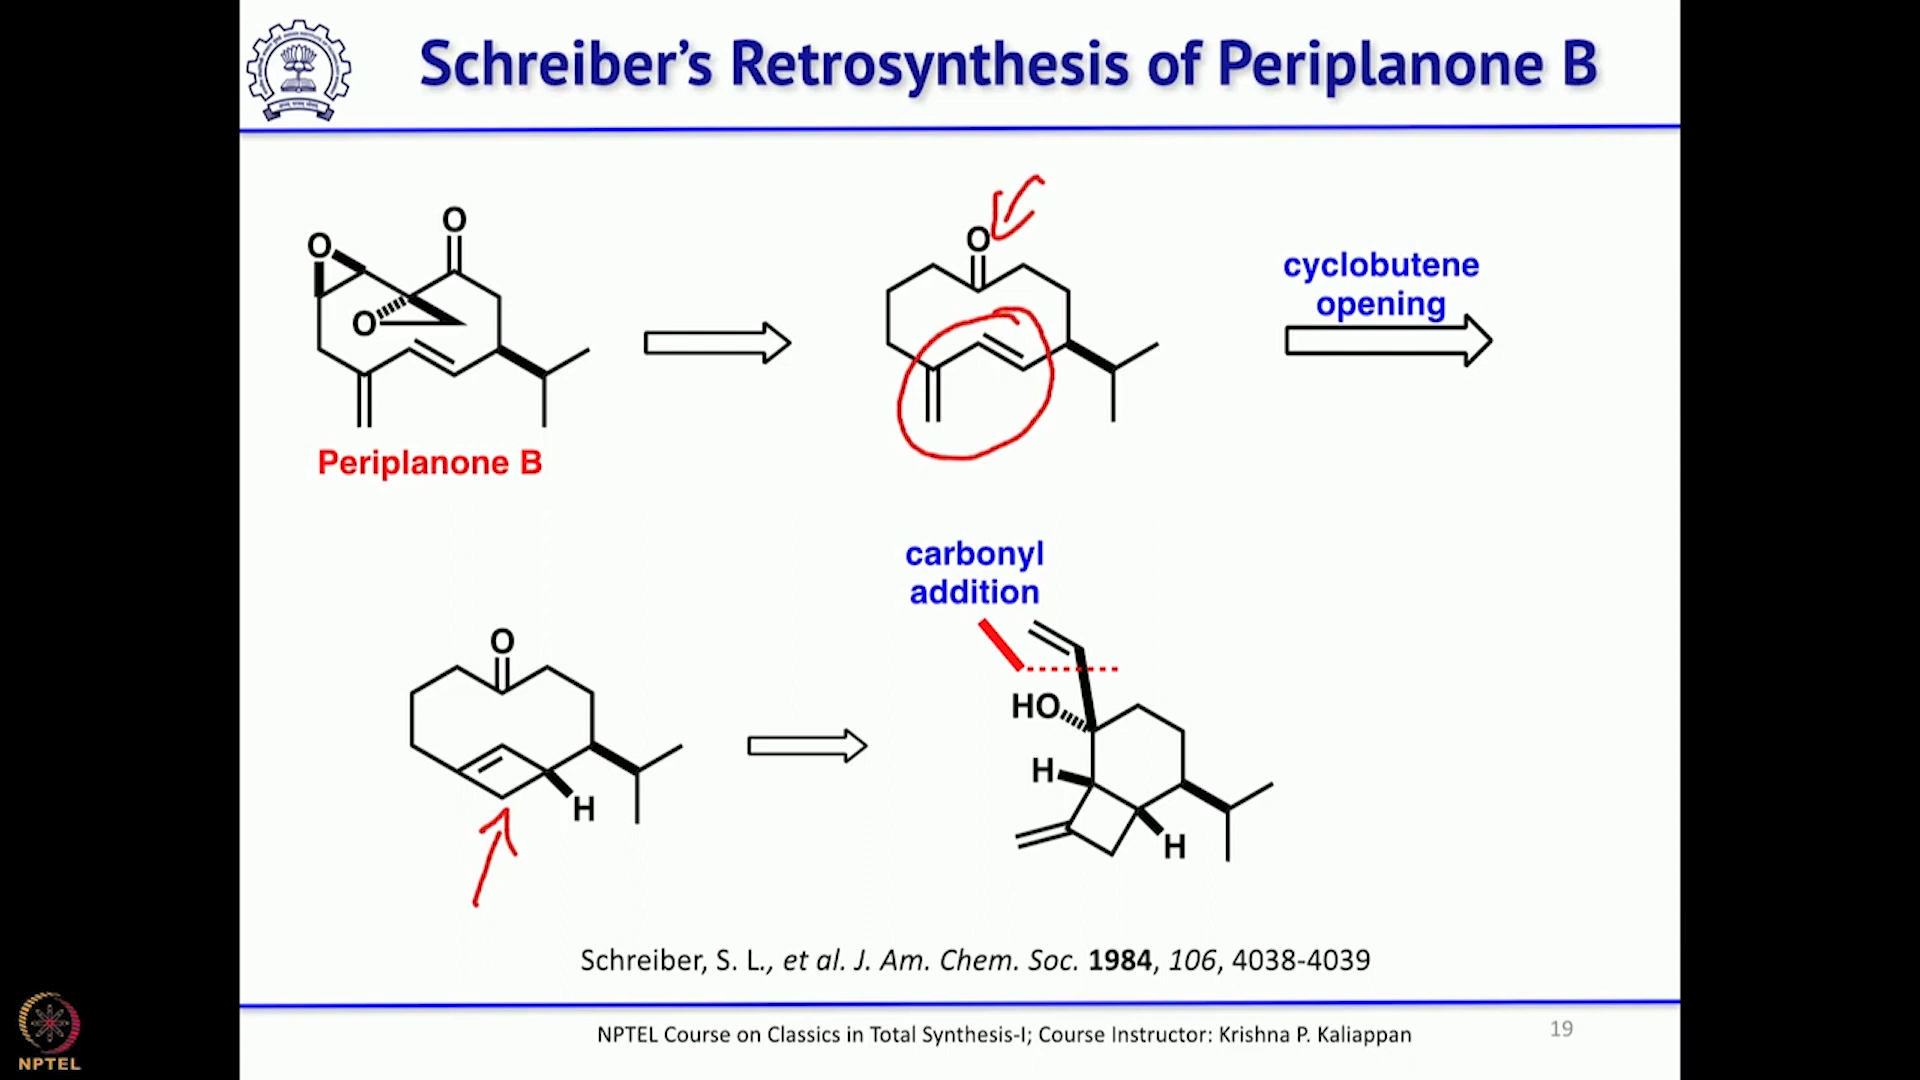 Schreiber's Retrosynthesis of Periplanone B
O
O
O
O
cyclobutene
opening
Periplanone B
carbonyl
addition
O
HO
H
H
H
Schreiber, S. L., et al. J. Am. Chem. Soc. 1984, 106, 4038-4039
NPTEL Course on Classics in Total Synthesis-I; Course Instructor: Krishna P. Kaliappan
19
NPTEL